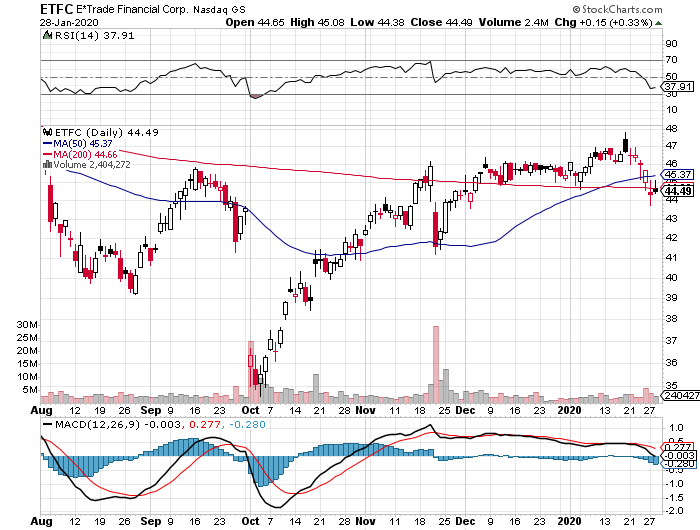 ETFC E*Trade Financial Corp. Nasdaq GS © StockCharts.com
28-Jan-2020 Open 44.65 High 45.08 Low 44.38 Close 44.49 Volume 2.4M Chg +0.15 (+0.33%)
RSI(14) 37.91
90
70
50
37.91
30
10
ETFC (Daily) 44.49
MA(50) 45.37
MA(200) 44.66
Volume 2,404,272
48
47
46
45.37
45
44.49
44
43
42
41
40
39
38
37
36
35
30M
25M
20M
15M
10M
5M
240427
Aug 12 19 26 Sep 9 16 23 Oct 7 14 21 28 Nov 11 18 25 Dec 9 16 23 2020 13 21 27
MACD(12,26,9) -0.003, 0.277, -0.280
1.0
0.5
0.277
-0.003
-0.280
-1.0
-1.5
-2.0
Aug 12 19 26 Sep 9 16 23 Oct 7 14 21 28 Nov 11 18 25 Dec 9 16 23 2020 13 21 27